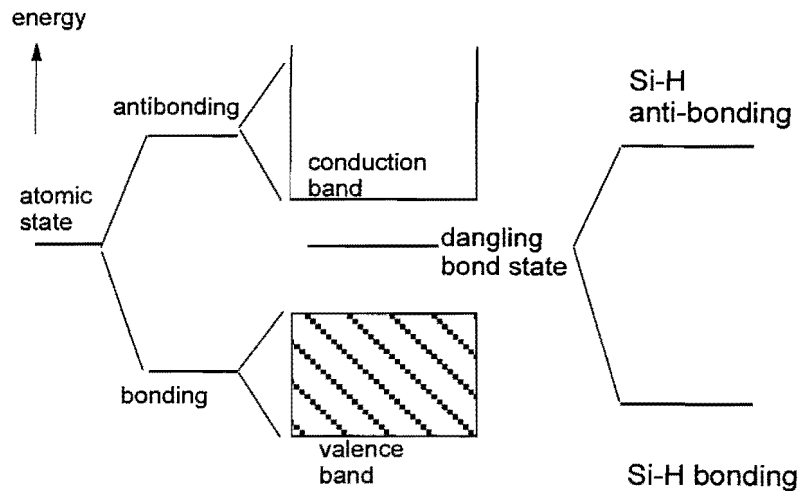 energy
antibonding
atomic
state
bonding
conduction
band
dangling
bond state
valence
band
Si-H
anti-bonding
Si-H bonding